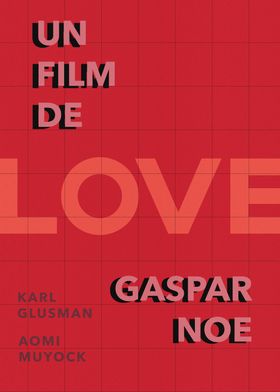 UN
FILM
DE
LOVE
GASPAR
NOE
KARL
GLUSMAN
AOMI
MUYOCK